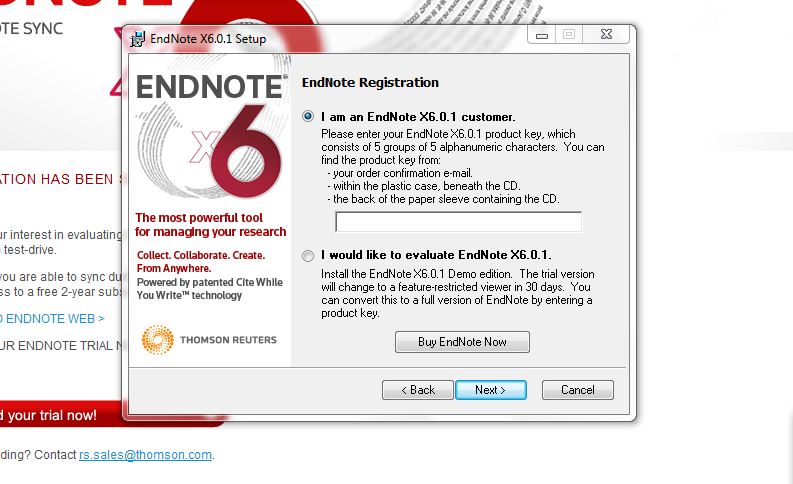 OTE SYNC
EndNote X6.0.1 Setup
ENDNOTE®
X6
The most powerful tool
for managing your research
Collect. Collaborate. Create.
From Anywhere.
Powered by patented Cite While
You Write™ technology
THOMSON REUTERS
EndNote Registration
I am an EndNote X6.0.1 customer.
Please enter your EndNote X6.0.1 product key, which
consists of 5 groups of 5 alphanumeric characters. You can
find the product key from:
- your order confirmation e-mail.
- within the plastic case, beneath the CD.
- the back of the paper sleeve containing the CD.
I would like to evaluate EndNote X6.0.1.
Install the EndNote X6.0.1 Demo edition. The trial version
will change to a feature-restricted viewer in 30 days. You
can convert this to a full version of EndNote by entering a
product key.
Buy EndNote Now
< Back
Next >
Cancel
ATION HAS BEEN
ur interest in evaluating
test-drive.
you are able to sync
ss to a free 2-year
ENDNOTE WEB >
UR ENDNOTE TRIAL
d your trial now!
ding? Contact rs.sales@thomson.com.